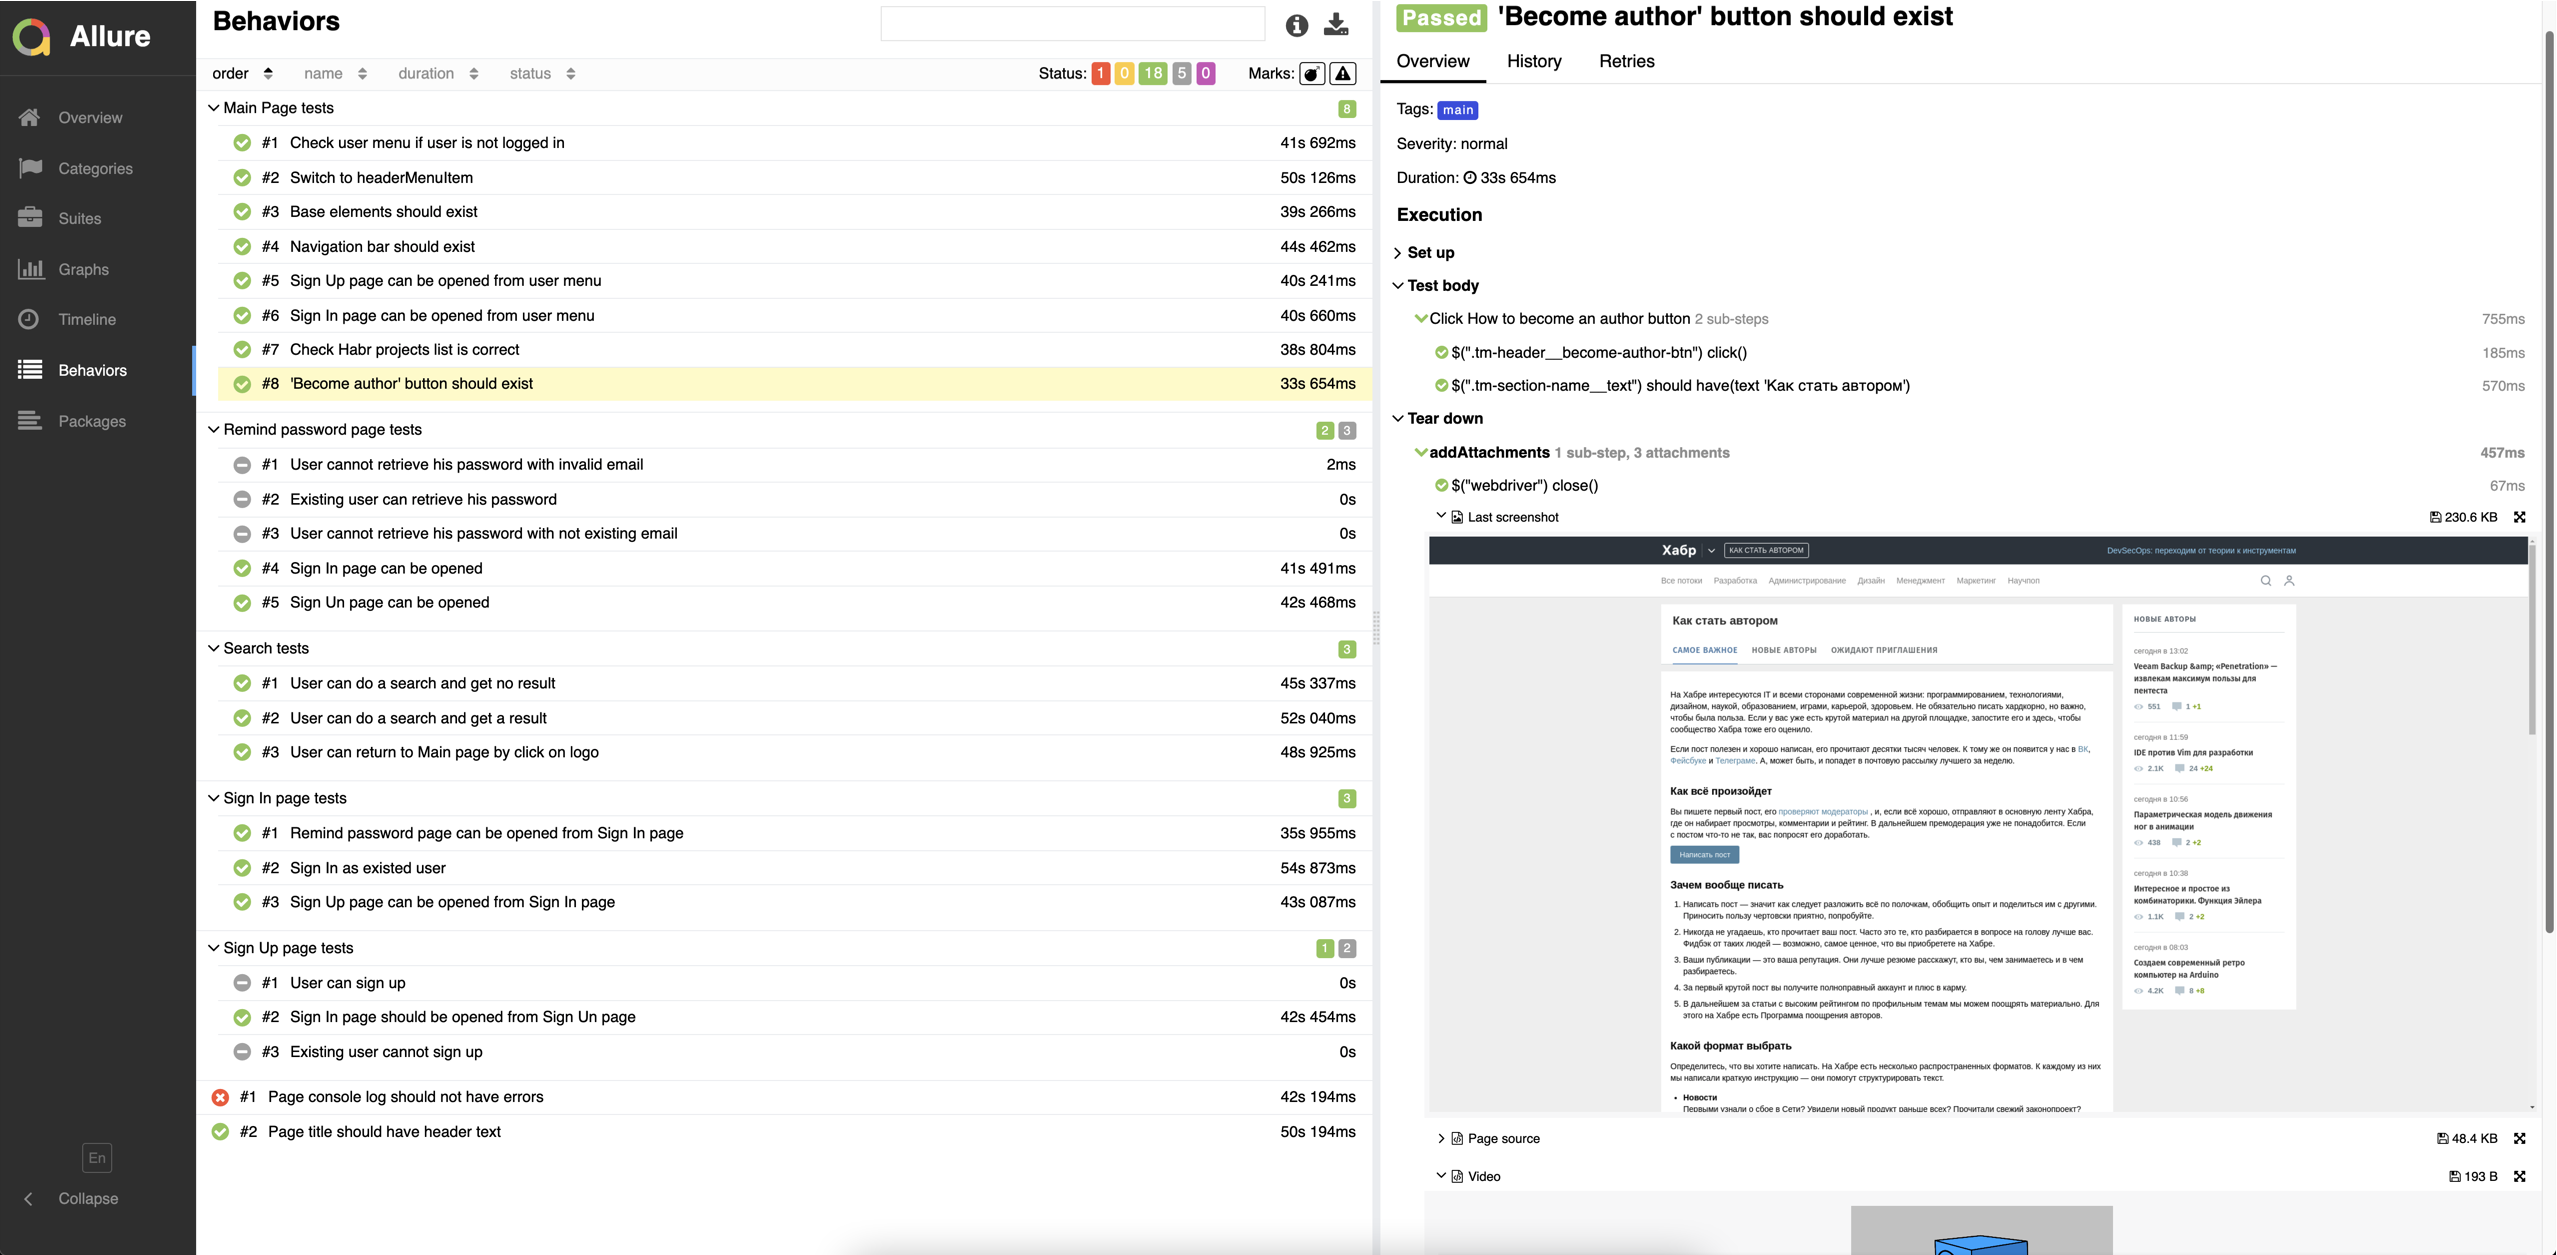 Allure
Overview
Categories
Suites
Graphs
Timeline
Behaviors
Packages
En
Collapse
Behaviors
order name duration status Status: 1 0 18 5 0 Marks:
Main Page tests 8
#1 Check user menu if user is not logged in 41s 692ms
#2 Switch to headerMenuItem 50s 126ms
#3 Base elements should exist 39s 266ms
#4 Navigation bar should exist 44s 462ms
#5 Sign Up page can be opened from user menu 40s 241ms
#6 Sign In page can be opened from user menu 40s 660ms
#7 Check Habr projects list is correct 38s 804ms
#8 'Become author' button should exist 33s 654ms
Remind password page tests 2 3
#1 User cannot retrieve his password with invalid email 2ms
#2 Existing user can retrieve his password 0s
#3 User cannot retrieve his password with not existing email 0s
#4 Sign In page can be opened 41s 491ms
#5 Sign Un page can be opened 42s 468ms
Search tests 3
#1 User can do a search and get no result 45s 337ms
#2 User can do a search and get a result 52s 040ms
#3 User can return to Main page by click on logo 48s 925ms
Sign In page tests 3
#1 Remind password page can be opened from Sign In page 35s 955ms
#2 Sign In as existed user 54s 873ms
#3 Sign Up page can be opened from Sign In page 43s 087ms
Sign Up page tests 1 2
#1 User can sign up 0s
#2 Sign In page should be opened from Sign Un page 42s 454ms
#3 Existing user cannot sign up 0s
#1 Page console log should not have errors 42s 194ms
#2 Page title should have header text 50s 194ms
Passed 'Become author' button should exist
Overview History Retries
Tags: main
Severity: normal
Duration: 33s 654ms
Execution
Set up
Test body
Click How to become an author button 2 sub-steps 755ms
$(".tm-header__become-author-btn") click() 185ms
$(".tm-section-name__text") should have(text 'Как стать автором') 570ms
Tear down
addAttachments 1 sub-step, 3 attachments 457ms
$("webdriver") close() 67ms
Last screenshot 230.6 KB
Хабр КАК СТАТЬ АВТОРОМ DevSecOps: переходим от теории к инструментам
Все потоки Разработка Администрирование Дизайн Менеджмент Маркетинг Научпоп
Как стать автором
САМОЕ ВАЖНОЕ НОВЫЕ АВТОРЫ ОЖИДАЮТ ПРИГЛАШЕНИЯ
На Хабре интересуются IT и всеми сторонами современной жизни: программированием, технологиями,
дизайном, наукой, образованием, играми, карьерой, здоровьем. Не обязательно писать хардкорно, но важно,
чтобы была польза. Если у вас уже есть крутой материал на другой площадке, запостите его и здесь, чтобы
сообщество Хабра тоже его оценило.
Если пост полезен и хорошо написан, его прочитают десятки тысяч человек. К тому же он появится у нас в ВК,
Фейсбуке и Телеграме. А, может быть, и попадет в почтовую рассылку лучшего за неделю.
Как всё произойдет
Вы пишете первый пост, его проверяют модераторы , и, если всё хорошо, отправляют в основную ленту Хабра,
где он набирает просмотры, комментарии и рейтинг. В дальнейшем премодерация уже не понадобится. Если
с постом что-то не так, вас попросят его доработать.
Написать пост
Зачем вообще писать
1. Написать пост — значит как следует разложить всё по полочкам, обобщить опыт и поделиться им с другими.
Приносить пользу чертовски приятно, попробуйте.
2. Никогда не угадаешь, кто прочитает ваш пост. Часто это те, кто разбирается в вопросе на голову лучше вас.
Фидбэк от таких людей — возможно, самое ценное, что вы приобретете на Хабре.
3. Ваши публикации — это ваша репутация. Они лучше резюме расскажут, кто вы, чем занимаетесь и в чем
разбираетесь.
4. За первый крутой пост вы получите полноправный аккаунт и плюс в карму.
5. В дальнейшем за статьи с высоким рейтингом по профильным темам мы можем поощрять материально. Для
этого на Хабре есть Программа поощрения авторов.
Какой формат выбрать
Определитесь, что вы хотите написать. На Хабре есть несколько распространенных форматов. К каждому из них
мы написали краткую инструкцию — они помогут структурировать текст.
• Новости
Первыми узнали о сбое в Сети? Увидели новый продукт раньше всех? Прочитали свежий законопроект?
НОВЫЕ АВТОРЫ
сегодня в 13:02
Veeam Backup &amp; «Penetration» —
извлекам максимум пользы для
пентеста
551 1 +1
сегодня в 11:59
IDE против Vim для разработки
2.1K 24 +24
сегодня в 10:56
Параметрическая модель движения
ног в анимации
438 2 +2
сегодня в 10:38
Интересное и простое из
комбинаторики. Функция Эйлера
1.1K 2 +2
сегодня в 08:03
Создаем современный ретро
компьютер на Arduino
4.2K 8 +8
Page source 48.4 KB
Video 193 B